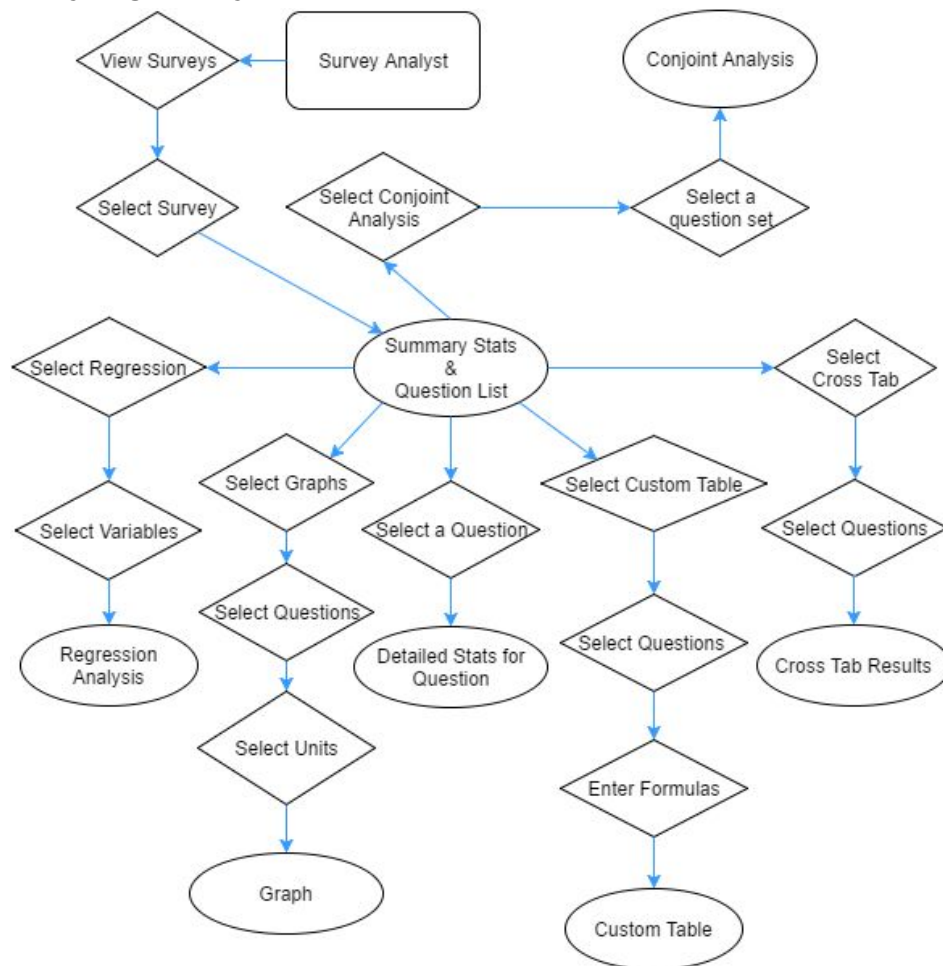 View Surveys
Survey Analyst
Conjoint Analysis
Select Survey
Select Conjoint
Analysis
Select a
question set
Summary Stats
&
Question List
Select Regression
Select
Cross Tab
Select Graphs
Select Custom Table
Select Variables
Select a Question
Select Questions
Select Questions
Select Questions
Regression
Analysis
Detailed Stats for
Question
Cross Tab Results
Select Units
Enter Formulas
Graph
Custom Table